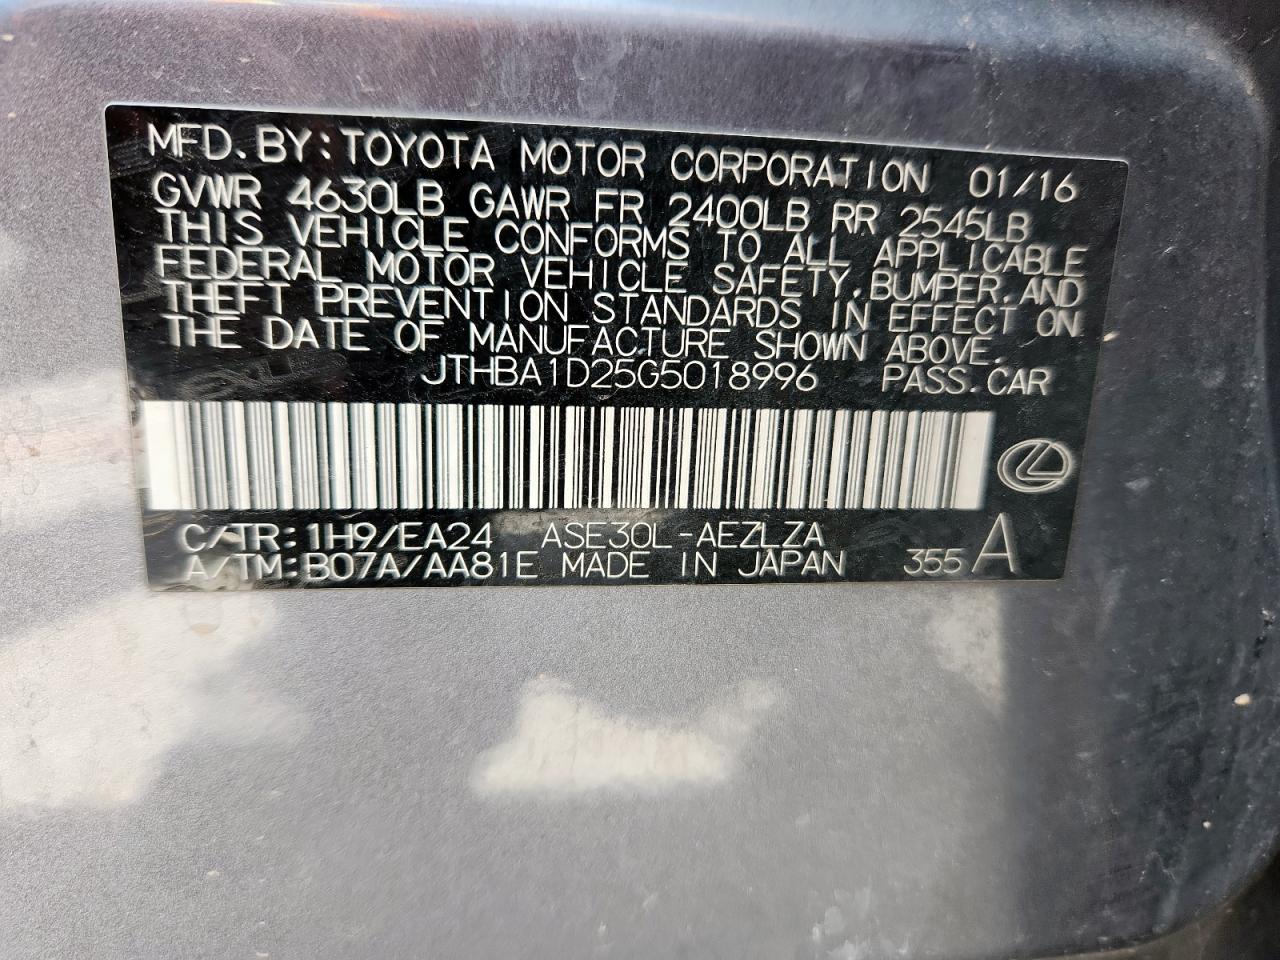 MFD. BY: TOYOTA MOTOR CORPORATION 01/16
GVWR 4630LB GAWR FR 2400LB RR 2545LB
THIS VEHICLE CONFORMS TO ALL APPLICABLE
FEDERAL MOTOR VEHICLE SAFETY, BUMPER, AND
THEFT PREVENTION STANDARDS IN EFFECT ON
THE DATE OF MANUFACTURE SHOWN ABOVE.
JTHBA1D25G5018996 PASS.CAR
C/TR: 1H9/EA24 ASE30L-AEZLZA
A/TM: B07A/AA81E MADE IN JAPAN 355 A